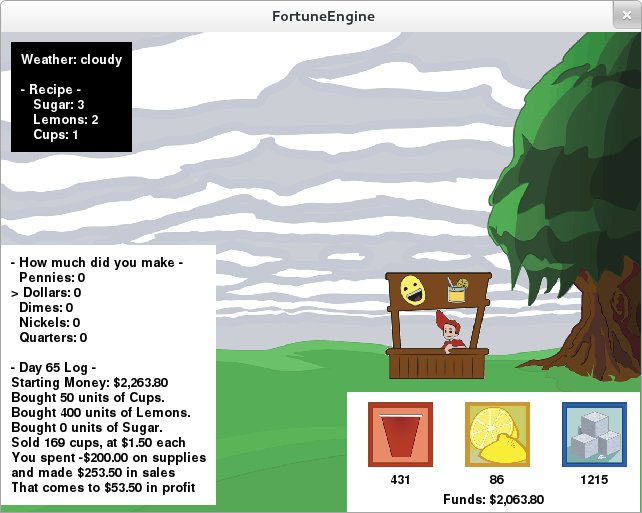 FortuneEngine
Weather: cloudy
- Recipe -
Sugar: 3
Lemons: 2
Cups: 1
- How much did you make -
Pennies: 0
> Dollars: 0
Dimes: 0
Nickels: 0
Quarters: 0
- Day 65 Log -
Starting Money: $2,263.80
Bought 50 units of Cups.
Bought 400 units of Lemons.
Bought 0 units of Sugar.
Sold 169 cups, at $1.50 each
You spent -$200.00 on supplies
and made $253.50 in sales
That comes to $53.50 in profit
431 86 1215
Funds: $2,063.80